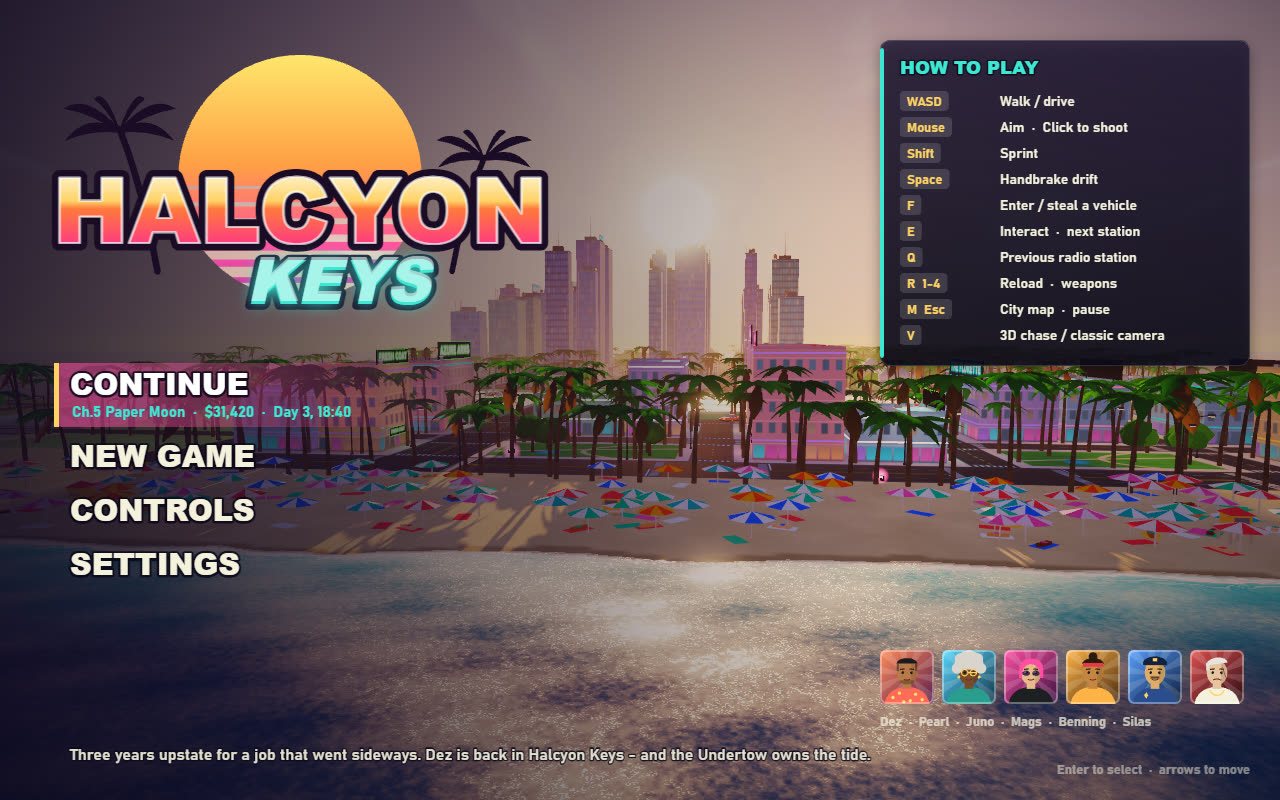 HALCYON
KEYS
CONTINUE
Ch.5 Paper Moon · $31,420 · Day 3, 18:40
NEW GAME
CONTROLS
SETTINGS
HOW TO PLAY
WASD Walk / drive
Mouse Aim · Click to shoot
Shift Sprint
Space Handbrake drift
F Enter / steal a vehicle
E Interact · next station
Q Previous radio station
R 1-4 Reload · weapons
M Esc City map · pause
V 3D chase / classic camera
Dez · Pearl · Juno · Mags · Benning · Silas
Three years upstate for a job that went sideways. Dez is back in Halcyon Keys – and the Undertow owns the tide.
Enter to select · arrows to move